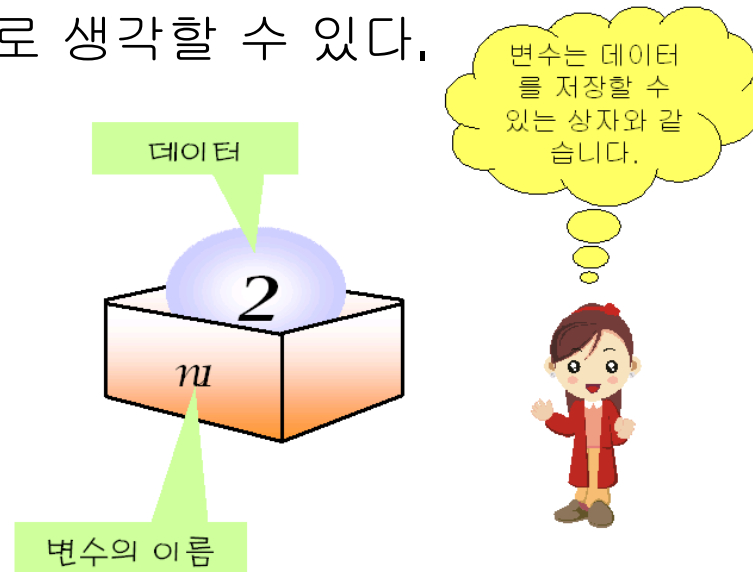 로 생각할 수 있다.
변수는 데이터
를 저장할 수
있는 상자와 같
습니다.
데이터
2
n1
변수의 이름